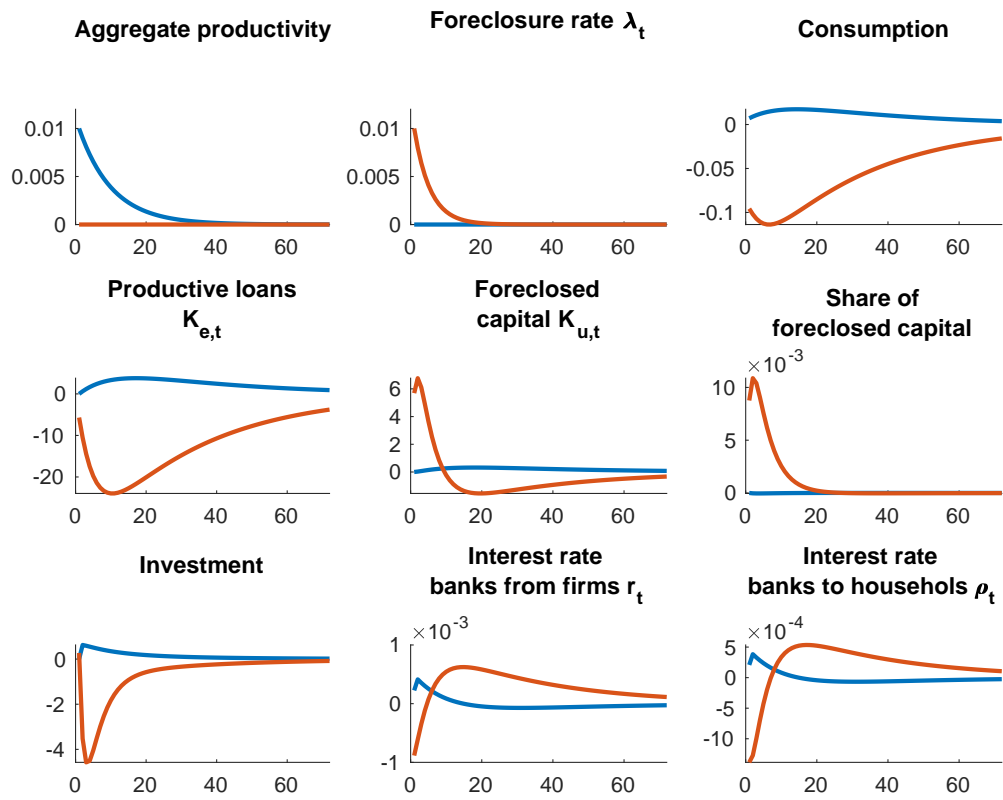 Aggregate productivity
Foreclosure rate λt
Consumption
0.01
0.005
0
0 20 40 60
0.01
0.005
0
0 20 40 60
0
-0.05
-0.1
0 20 40 60
Productive loans
Ke,t
Foreclosed
capital Ku,t
Share of
foreclosed capital
0
-10
-20
0 20 40 60
6
4
2
0
0 20 40 60
× 10-3
10
5
0
0 20 40 60
Investment
Interest rate
banks from firms rt
Interest rate
banks to househols ρt
0
-2
-4
0 20 40 60
× 10-3
1
0
-1
0 20 40 60
× 10-4
5
0
-5
-10
0 20 40 60